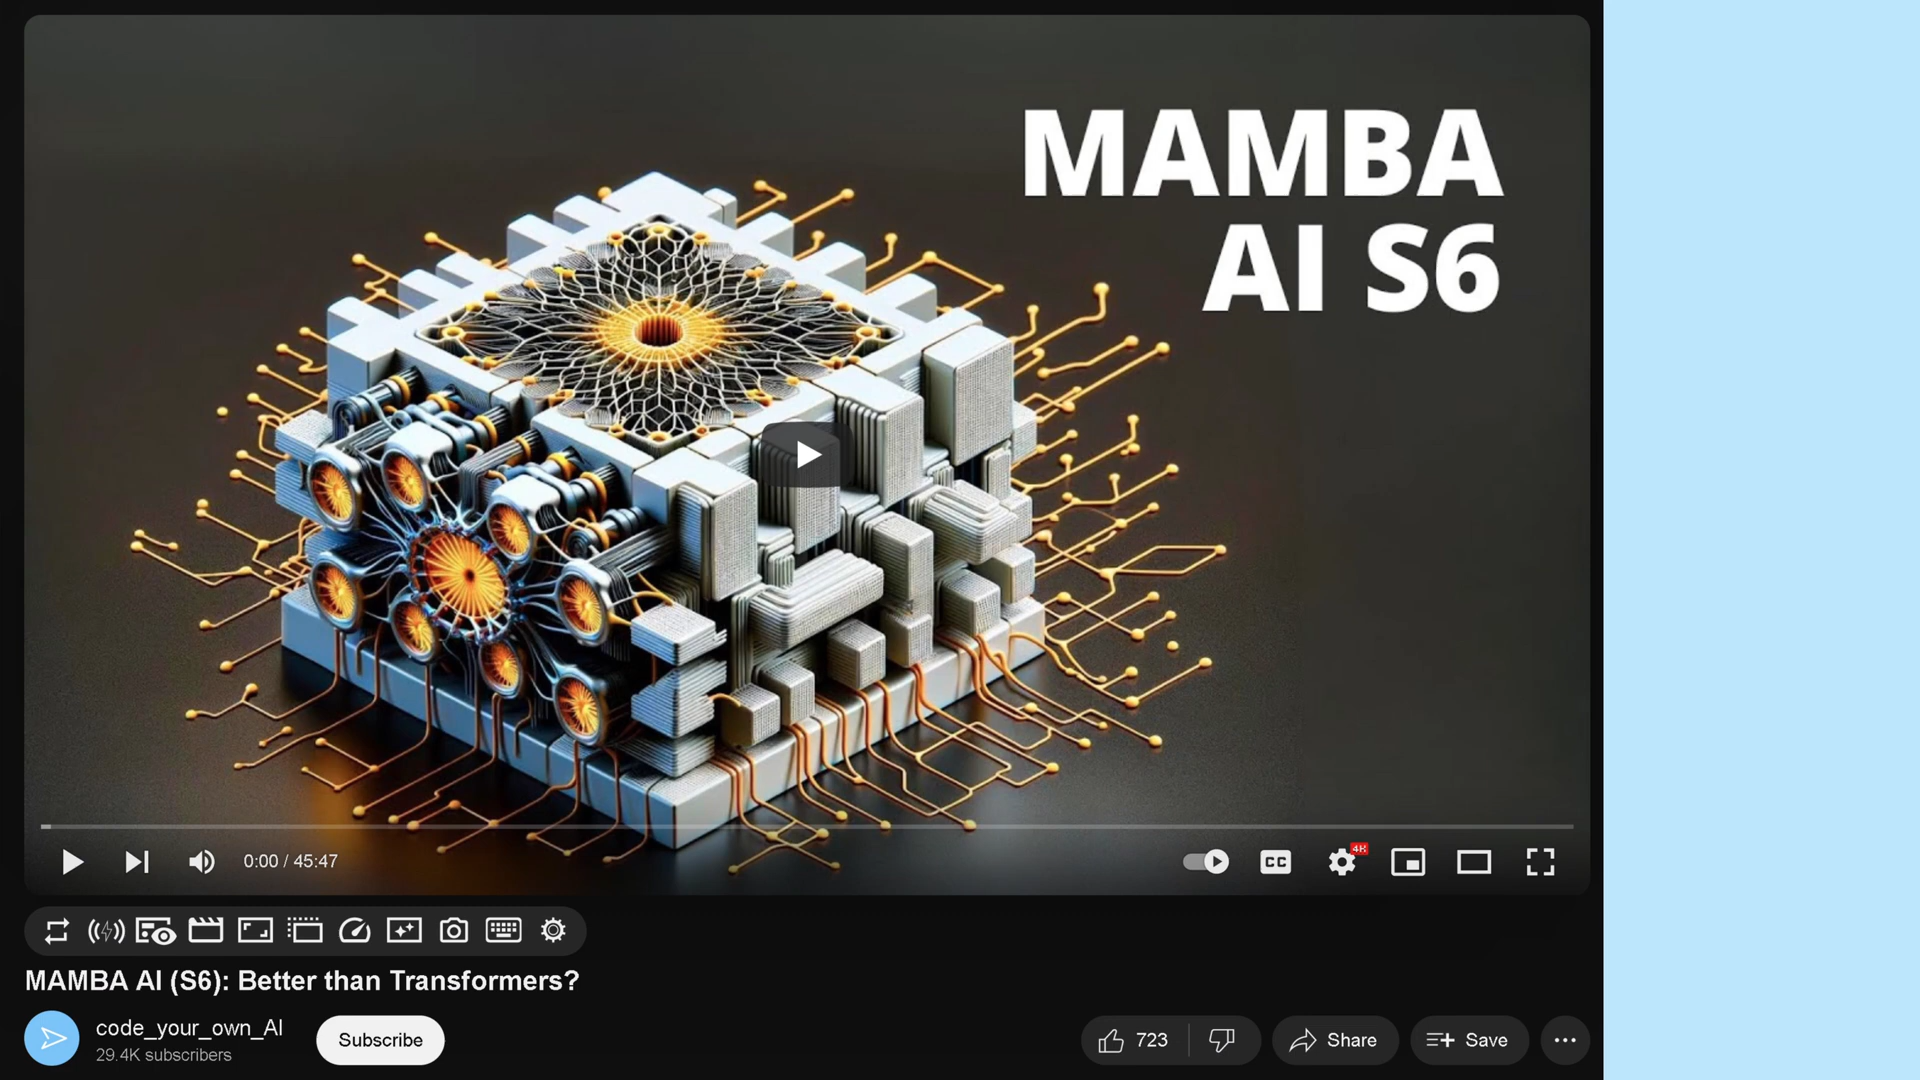 MAMBA
AI S6
0:00 / 45:47
CC
4K
MAMBA AI (S6): Better than Transformers?
code_your_own_AI
29.4K subscribers
Subscribe
723
Share
Save